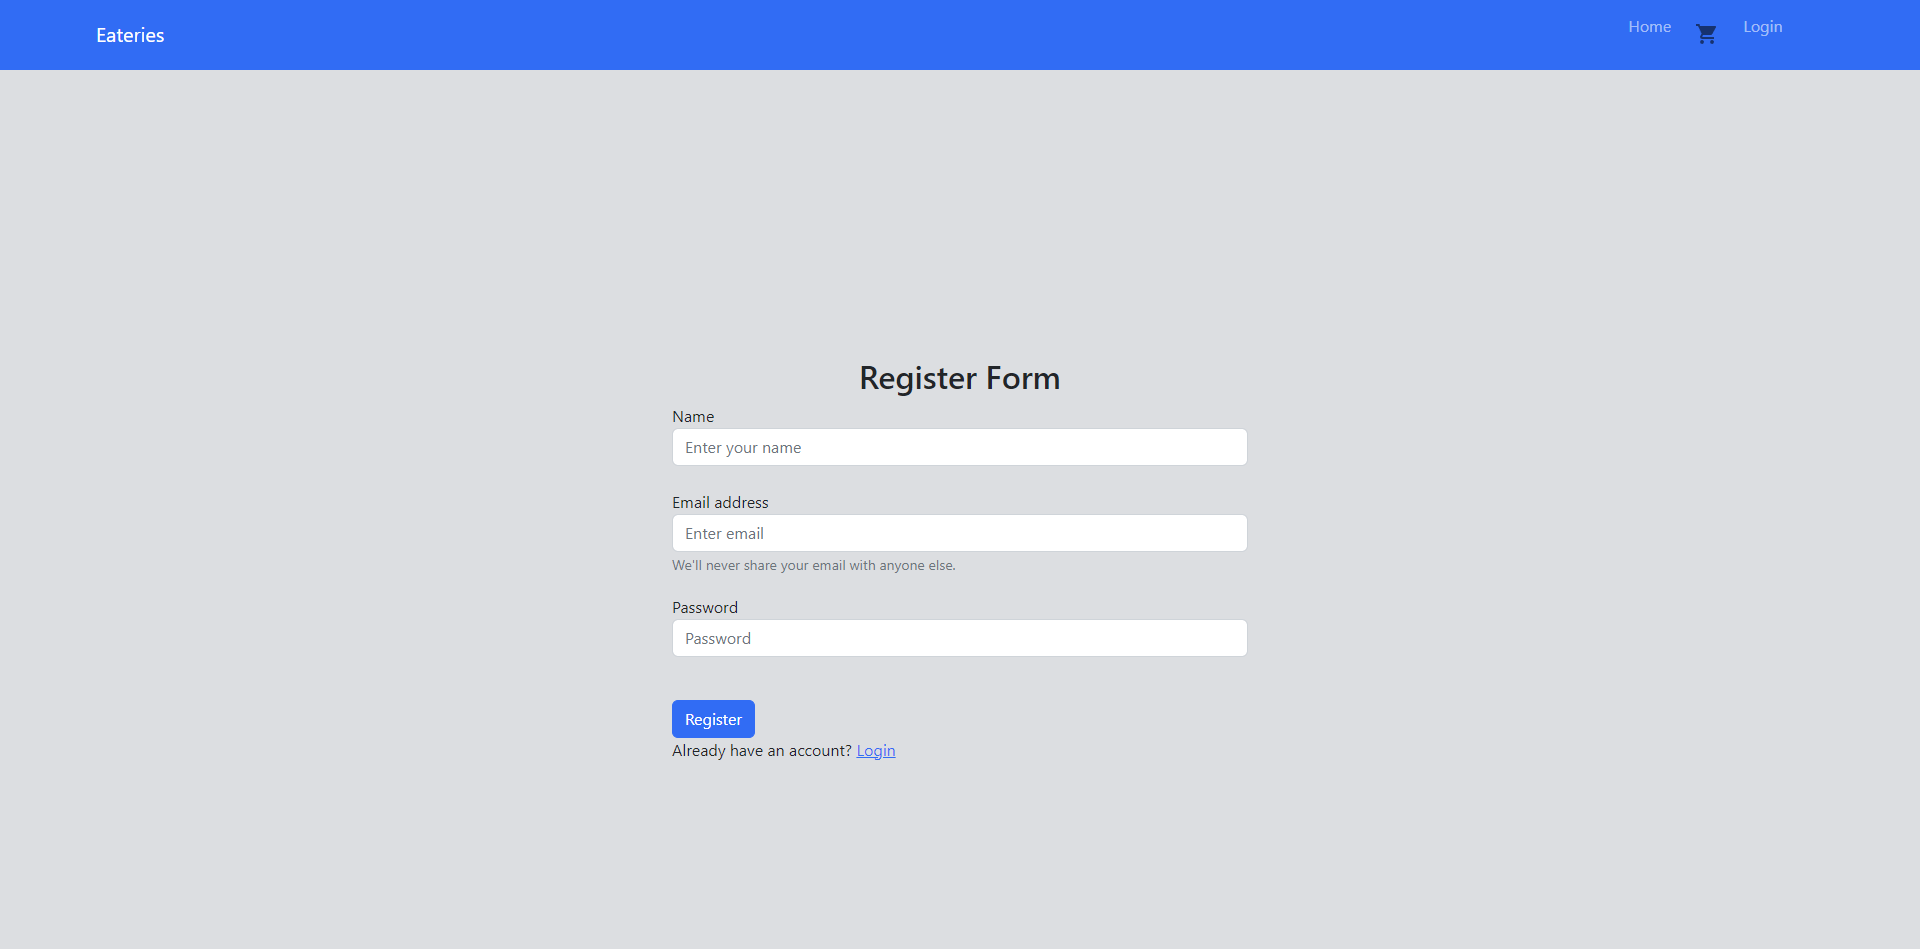 Eateries
Home
Login
Register Form
Name
Enter your name
Email address
Enter email
We'll never share your email with anyone else.
Password
Password
Register
Already have an account? Login